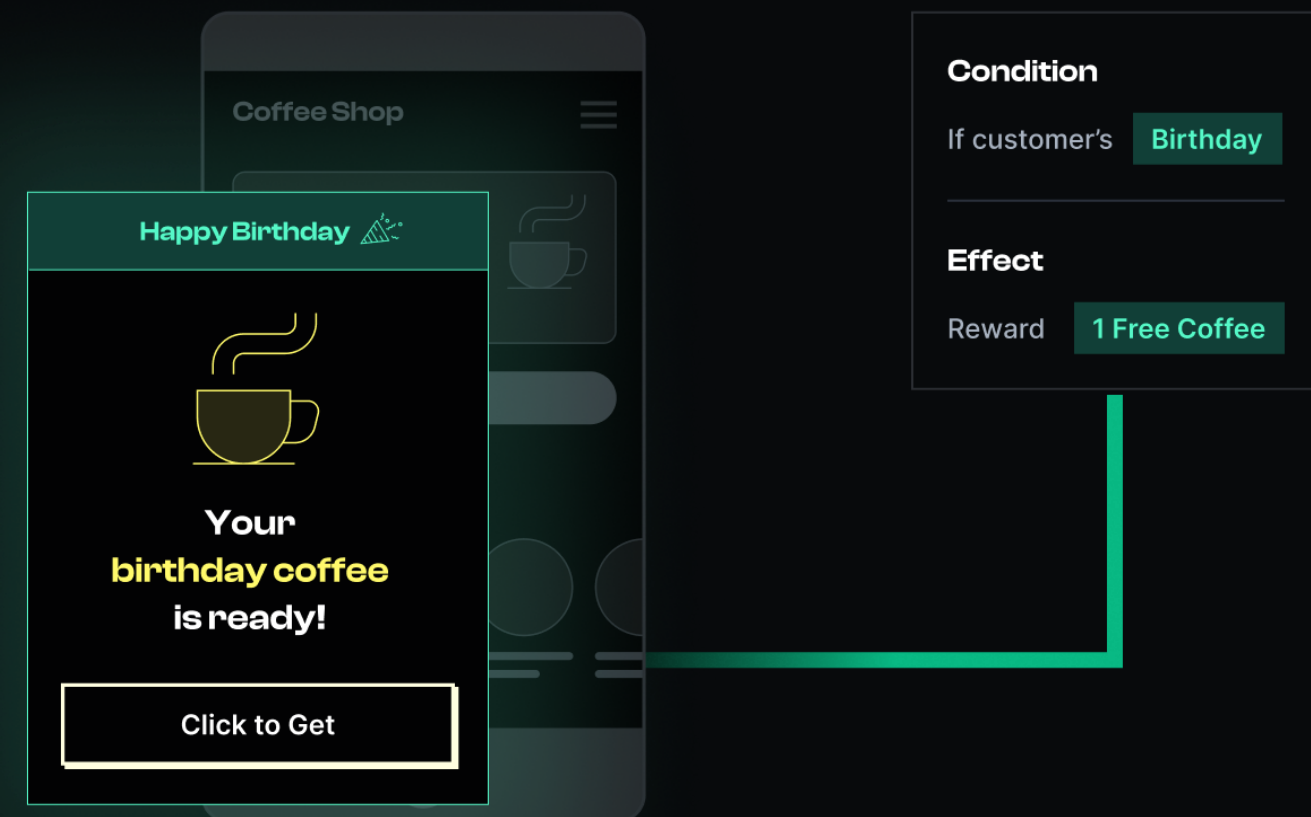 Coffee Shop
Happy Birthday
Your
birthday coffee
is ready!
Click to Get
Condition
If customer’s Birthday
Effect
Reward 1 Free Coffee